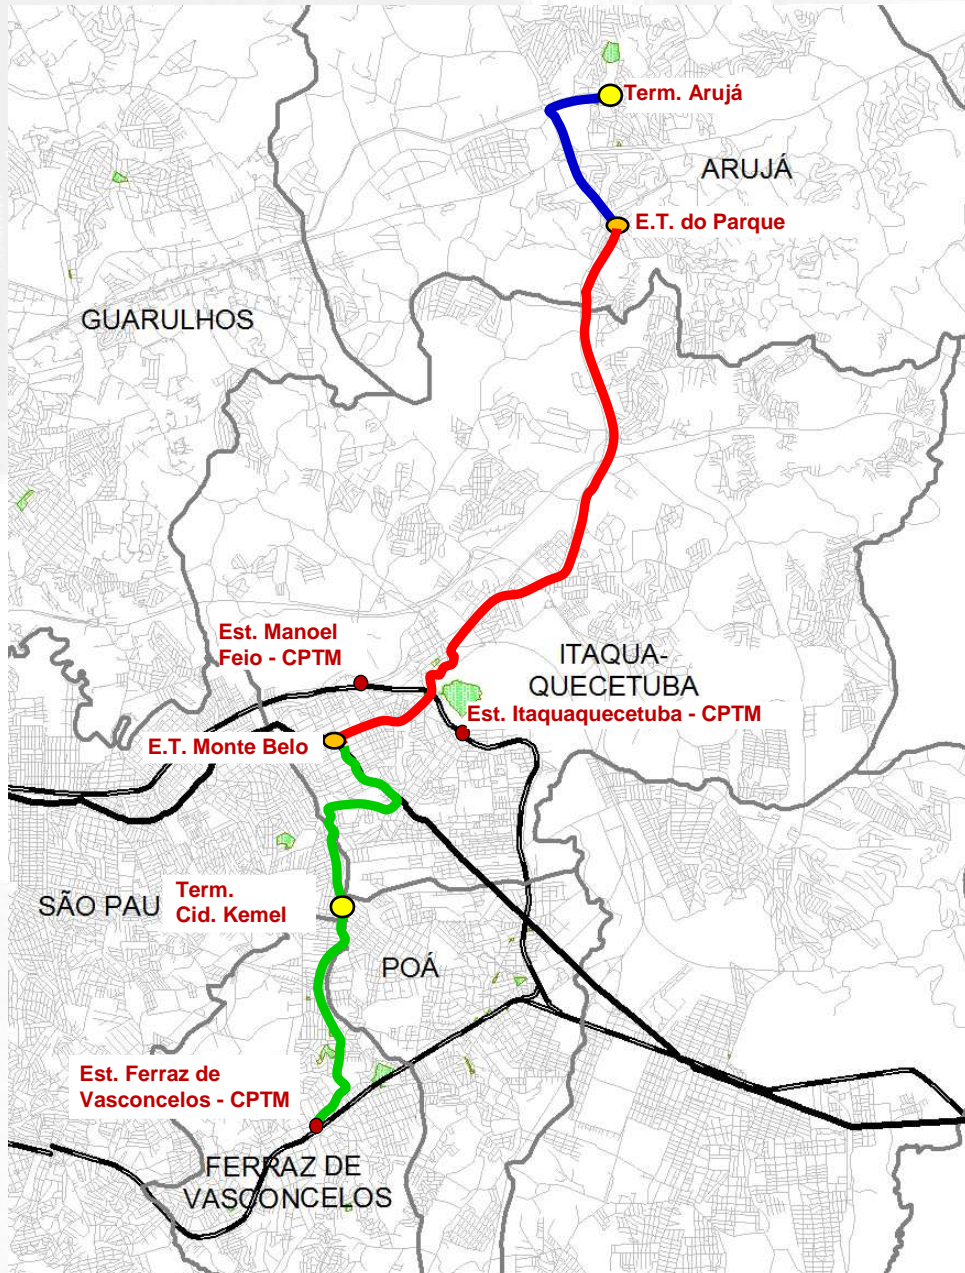 Term. Arujá
ARUJÁ
E.T. do Parque
GUARULHOS
Est. Manoel
Feio - CPTM
ITAQUA-
QUECETUBA
Est. Itaquaquecetuba - CPTM
E.T. Monte Belo
Term.
Cid. Kemel
SÃO PAU
POÁ
Est. Ferraz de
Vasconcelos - CPTM
FERRAZ DE
VASCONCELOS